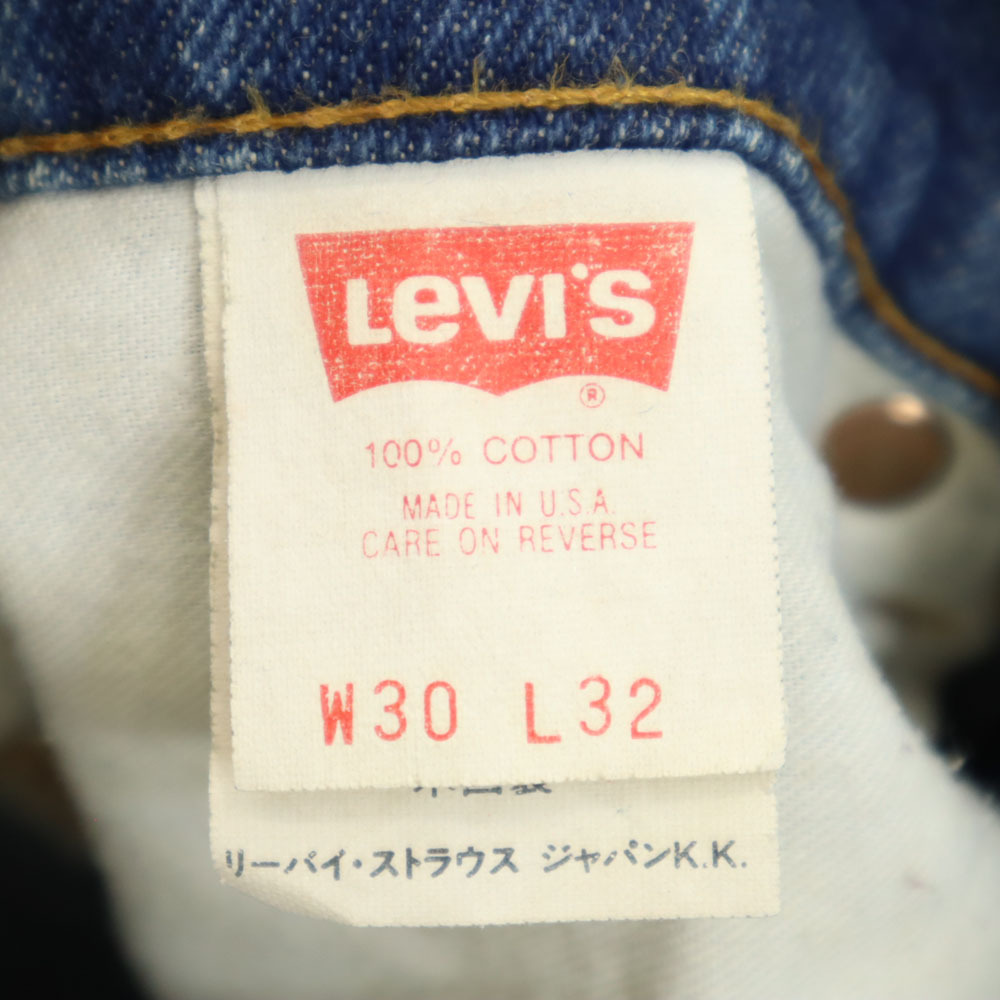 Levi's
®
100% COTTON
MADE IN U.S.A.
CARE ON REVERSE
W30 L32
リーバイ・ストラウス ジャパンK.K.